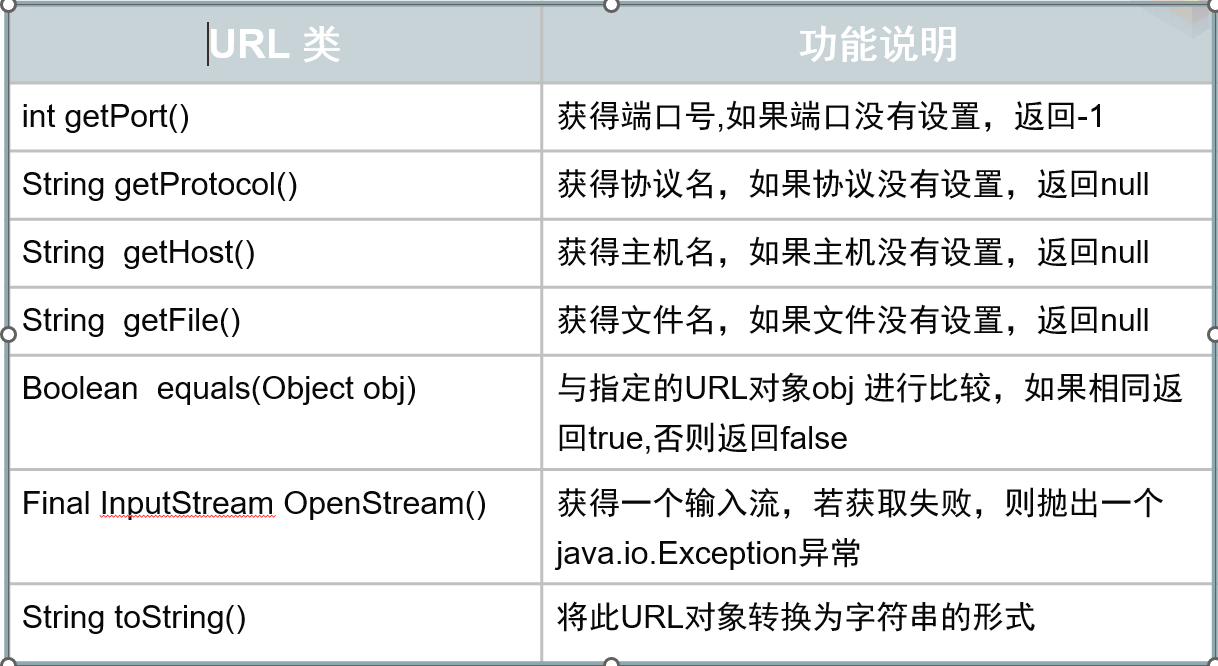 URL 类
功能说明
int getPort()
获得端口号,如果端口没有设置，返回-1
String getProtocol()
获得协议名，如果协议没有设置，返回null
String  getHost()
获得主机名，如果主机没有设置，返回null
String  getFile()
获得文件名，如果文件没有设置，返回null
Boolean  equals(Object obj)
与指定的URL对象obj 进行比较，如果相同返
回true,否则返回false
Final InputStream OpenStream()
获得一个输入流，若获取失败，则抛出一个
java.io.Exception异常
String toString()
将此URL对象转换为字符串的形式